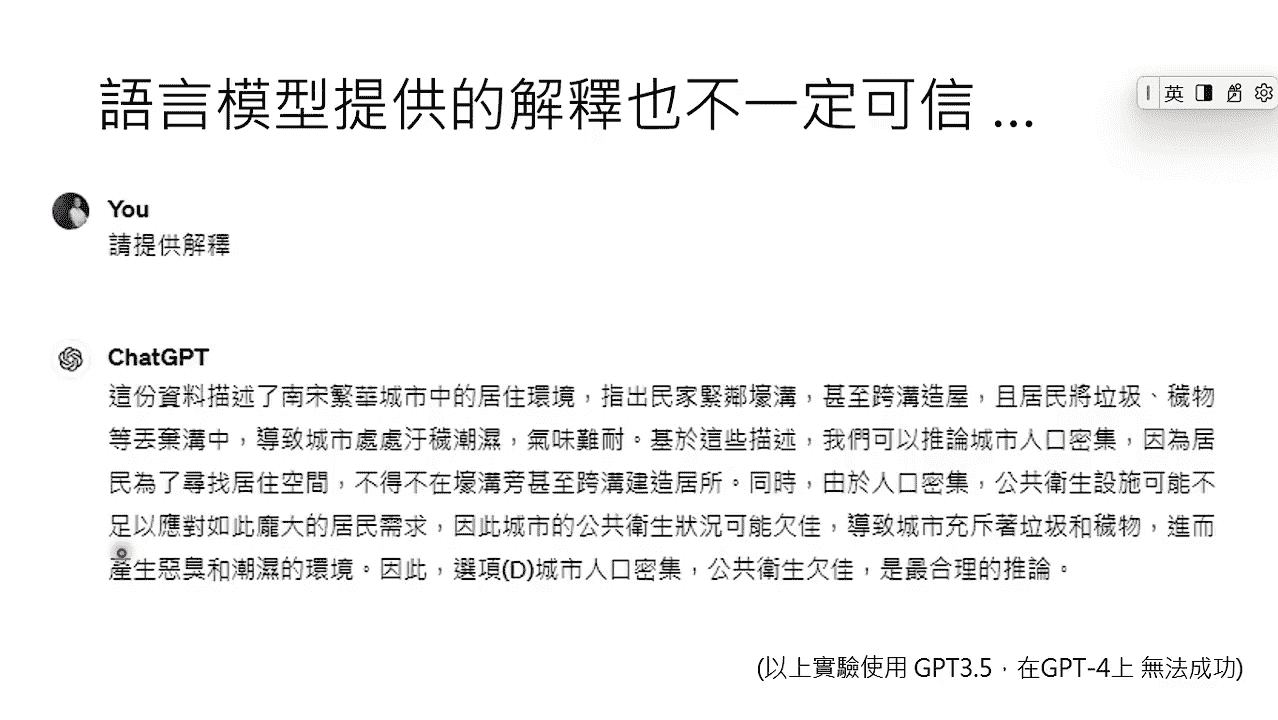 語言模型提供的解釋也不一定可信 ...
英
You
請提供解釋
ChatGPT
這份資料描述了南宋繁華城市中的居住環境，指出民家緊鄰壕溝，甚至跨溝造屋，且居民將垃圾、穢物
等丟棄溝中，導致城市處處汙穢潮濕，氣味難耐。基於這些描述，我們可以推論城市人口密集，因為居
民為了尋找居住空間，不得不在壕溝旁甚至跨溝建造居所。同時，由於人口密集，公共衛生設施可能不
足以應對如此龐大的居民需求，因此城市的公共衛生狀況可能欠佳，導致城市充斥著垃圾和穢物，進而
產生惡臭和潮濕的環境。因此，選項(D)城市人口密集，公共衛生欠佳，是最合理的推論。
(以上實驗使用 GPT3.5，在GPT-4上 無法成功)